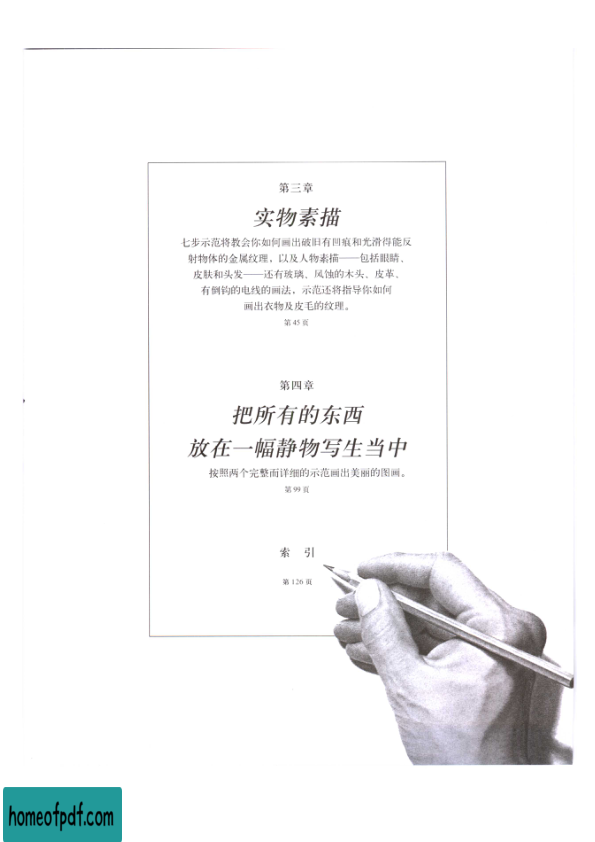 第三章
实物素描
七步示范将教会你如何画出破旧有凹痕和光滑得能反
射物体的金属纹理，以及人物素描——包括眼睛、
皮肤和头发——还有玻璃、风蚀的木头、皮革、
有倒钩的电线的画法，示范还将指导你如何
画出衣物及皮毛的纹理。
第 45 页
第四章
把所有的东西
放在一幅静物写生当中
按照两个完整而详细的示范画出美丽的图画。
第 99 页
索 引
第 126 页
homeofpdf.com